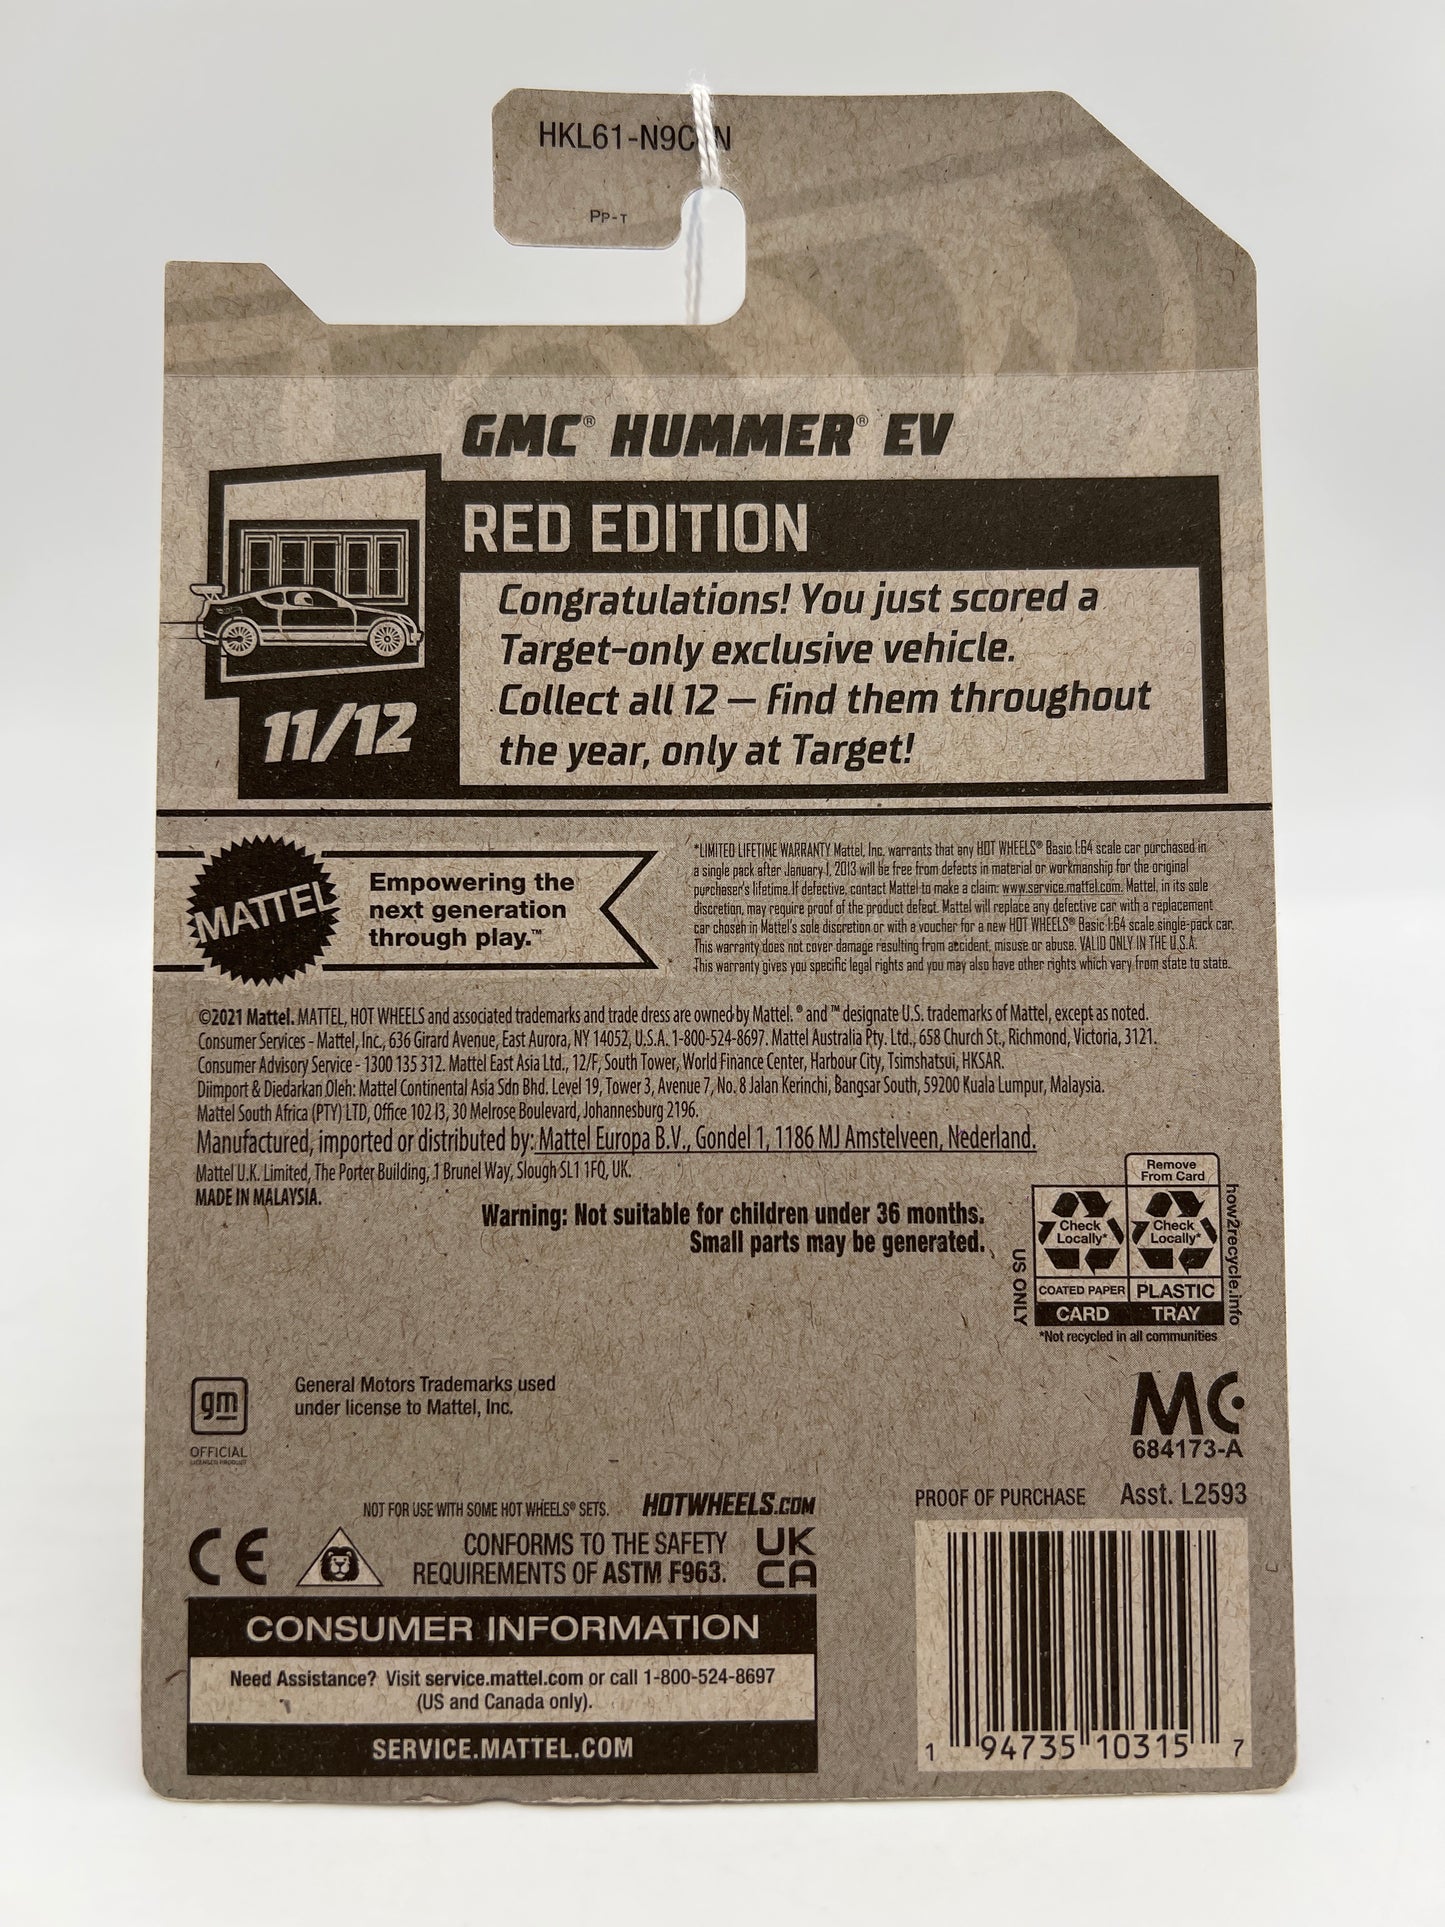 HKL61-N9C N
PP-T
GMC® HUMMER® EV
RED EDITION
Congratulations! You just scored a
Target-only exclusive vehicle.
Collect all 12 – find them throughout
the year, only at Target!
11/12
MATTEL
Empowering the
next generation
through play.™
*LIMITED LIFETIME WARRANTY Mattel, Inc. warrants that any HOT WHEELS® Basic 1:64 scale car purchased in
a single pack after January 1, 2013 will be free from defects in material or workmanship for the original
purchaser's lifetime. If defective, contact Mattel to make a claim: www.service.mattel.com. Mattel, in its sole
discretion, may require proof of the product defect. Mattel will replace any defective car with a replacement
car chosen in Mattel's sole discretion or with a voucher for a new HOT WHEELS® Basic 1:64 scale single-pack car.
This warranty does not cover damage resulting from accident, misuse or abuse. VALID ONLY IN THE U.S.A.
This warranty gives you specific legal rights and you may also have other rights which vary from state to state.
©2021 Mattel. MATTEL, HOT WHEELS and associated trademarks and trade dress are owned by Mattel. ® and ™ designate U.S. trademarks of Mattel, except as noted.
Consumer Services - Mattel, Inc., 636 Girard Avenue, East Aurora, NY 14052, U.S.A. 1-800-524-8697. Mattel Australia Pty. Ltd., 658 Church St., Richmond, Victoria, 3121.
Consumer Advisory Service - 1300 135 312. Mattel East Asia Ltd., 12/F, South Tower, World Finance Center, Harbour City, Tsimshatsui, HKSAR.
Diimport & Diedarkan Oleh: Mattel Continental Asia Sdn Bhd. Level 19, Tower 3, Avenue 7, No. 8 Jalan Kerinchi, Bangsar South, 59200 Kuala Lumpur, Malaysia.
Mattel South Africa (PTY) LTD, Office 102 I3, 30 Melrose Boulevard, Johannesburg 2196.
Manufactured, imported or distributed by: Mattel Europa B.V., Gondel 1, 1186 MJ Amstelveen, Nederland.
Mattel U.K. Limited, The Porter Building, 1 Brunel Way, Slough SL1 1FQ, UK.
MADE IN MALAYSIA.
Warning: Not suitable for children under 36 months.
Small parts may be generated.
US ONLY
Remove
From Card
Check
Locally*
Check
Locally*
COATED PAPER
PLASTIC
CARD
TRAY
how2recycle.info
*Not recycled in all communities
gm
OFFICIAL
LICENSED PRODUCT
General Motors Trademarks used
under license to Mattel, Inc.
MC
684173-A
NOT FOR USE WITH SOME HOT WHEELS® SETS.
HOTWHEELS.COM
PROOF OF PURCHASE
Asst. L2593
CE
CONFORMS TO THE SAFETY
REQUIREMENTS OF ASTM F963.
UK
CA
CONSUMER INFORMATION
Need Assistance? Visit service.mattel.com or call 1-800-524-8697
(US and Canada only).
SERVICE.MATTEL.COM
1 94735 10315 7